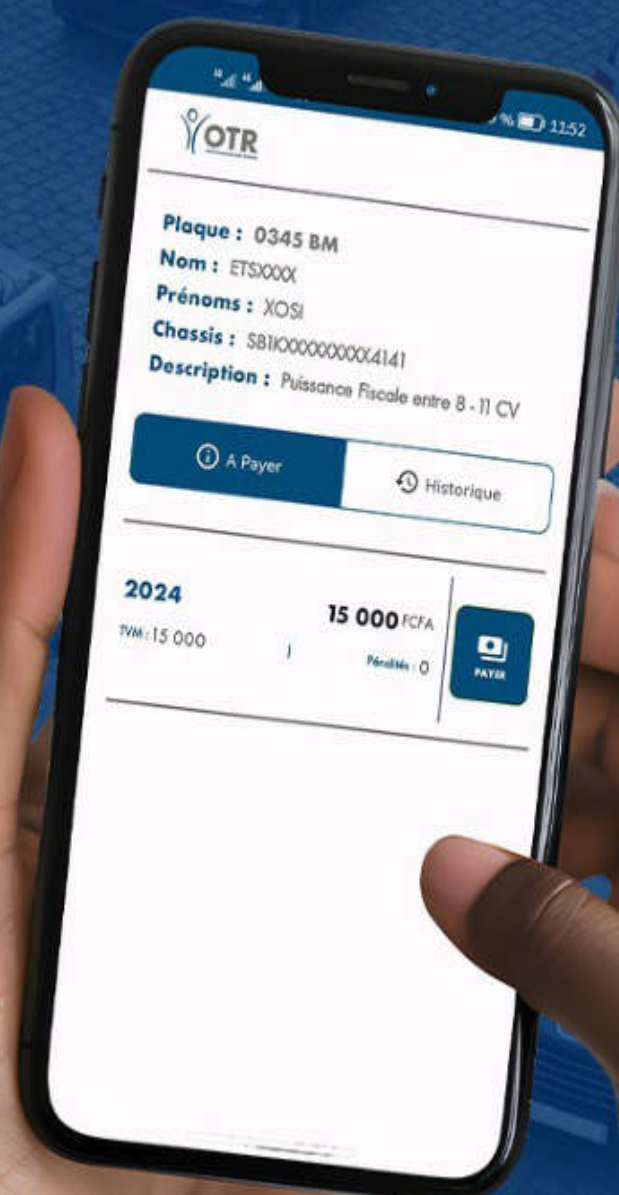 11:52
OTR
Plaque : 0345 BM
Nom : ETSXXXX
Prénoms : XOSI
Chassis : SB1KXXXXXXXXX4141
Description : Puissance Fiscale entre 8 - 11 CV
A Payer
Historique
2024
15 000 FCFA
TVM : 15 000 | Pénalités : 0
PAYER